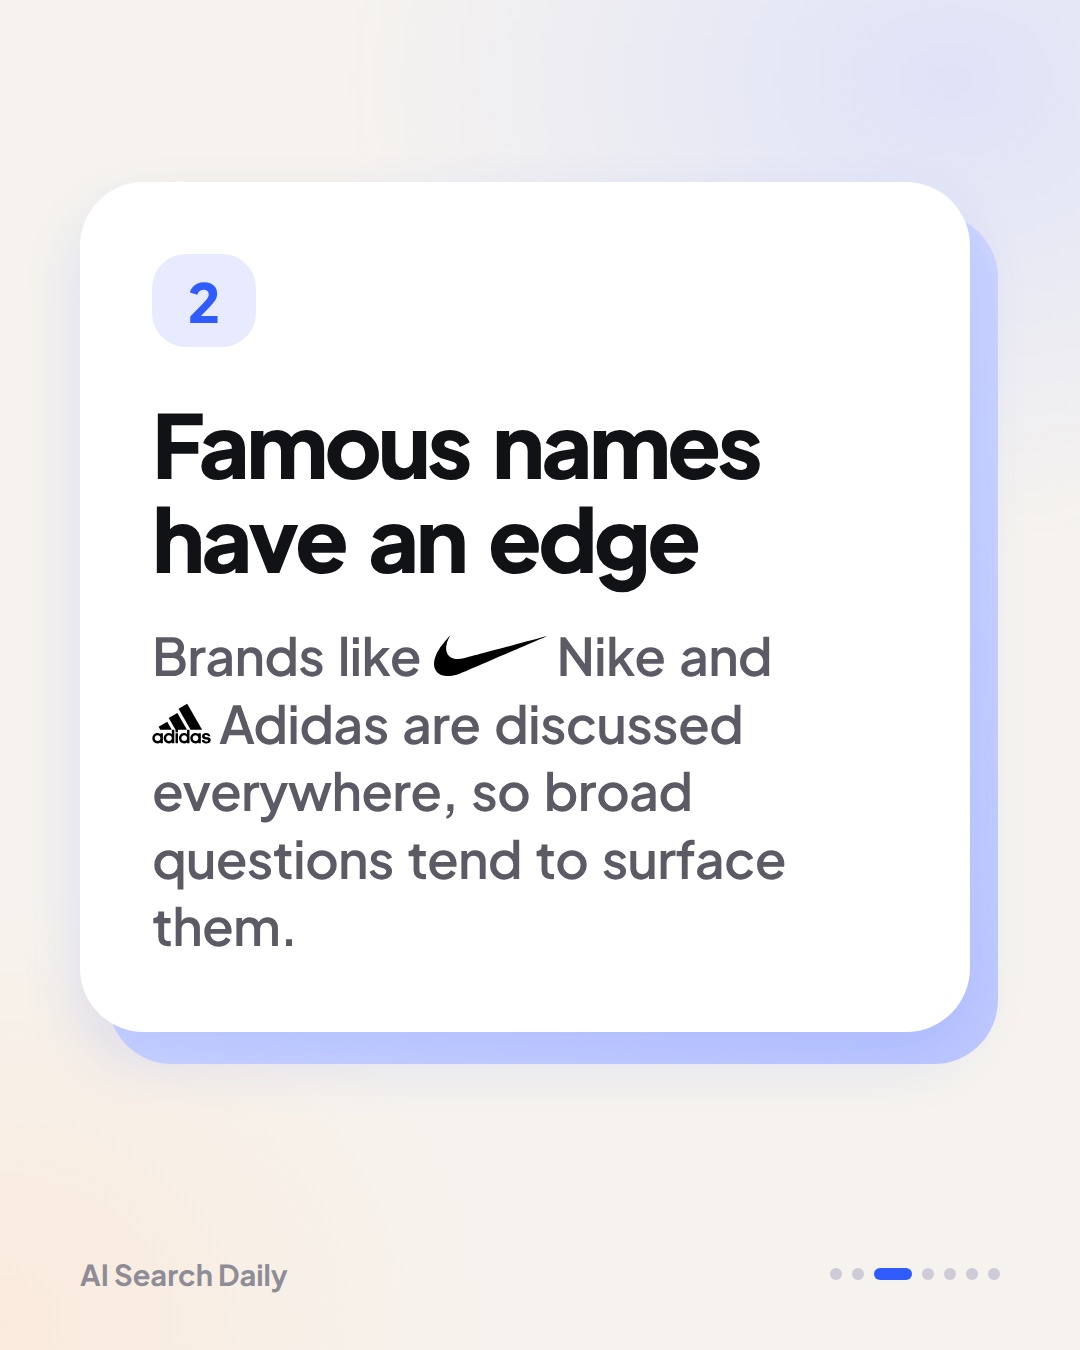 2
Famous names
have an edge
Brands like Nike and
adidas Adidas are discussed
everywhere, so broad
questions tend to surface
them.
AI Search Daily